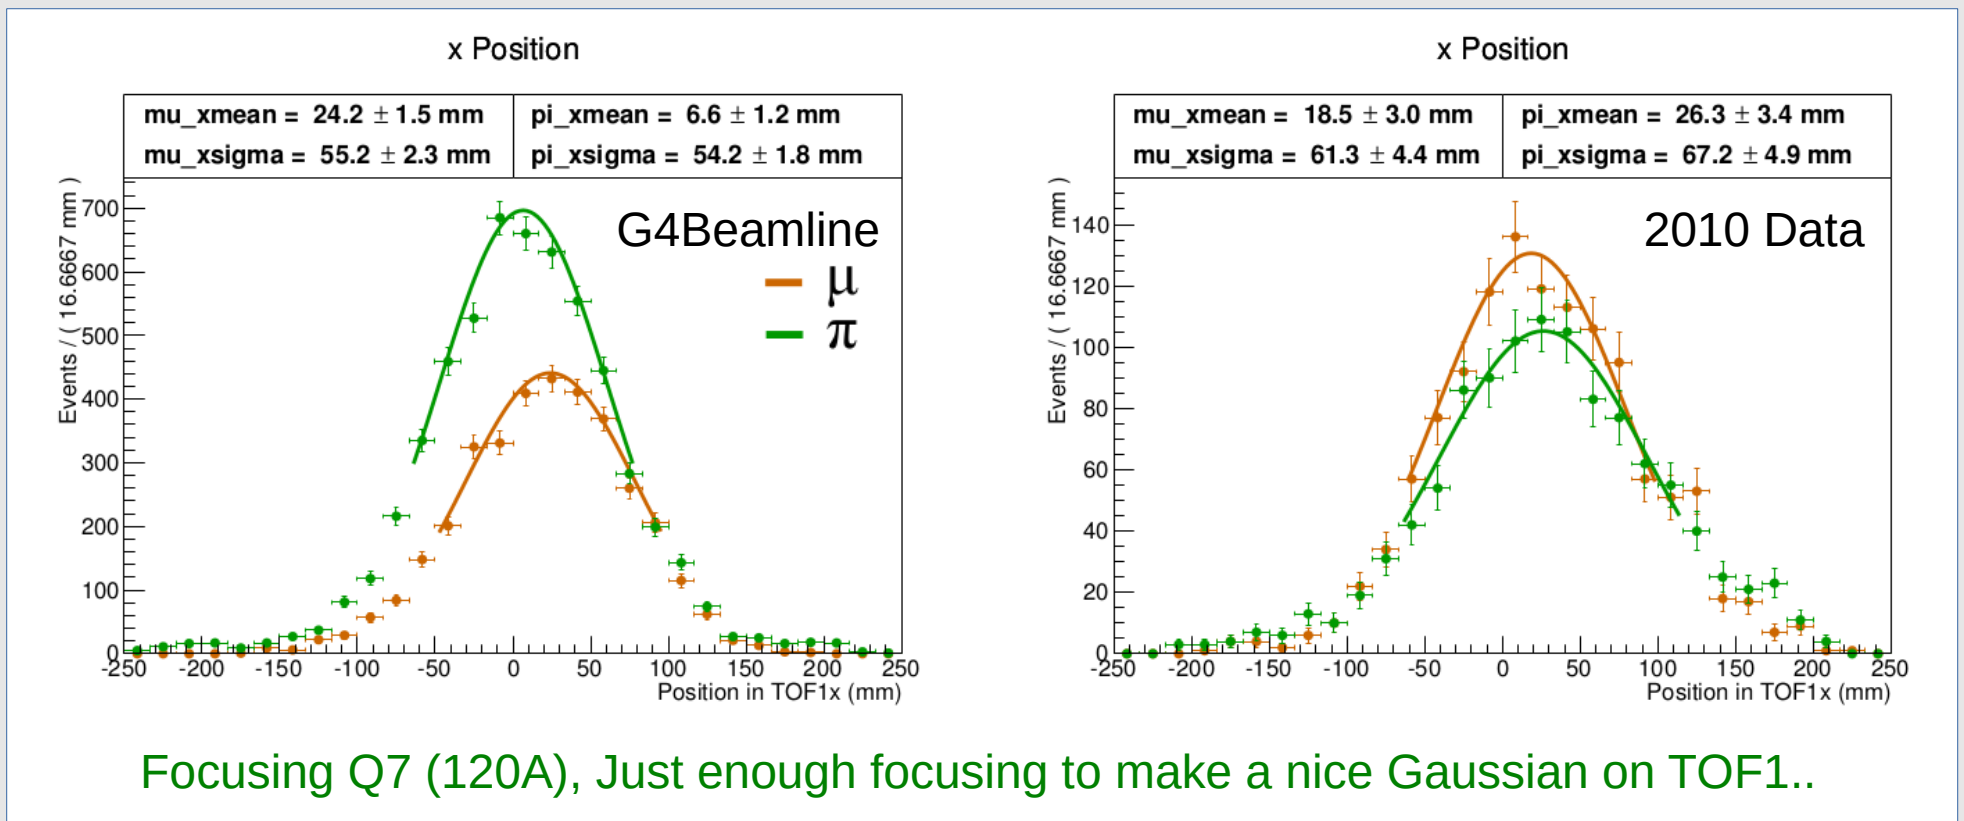 x Position
mu_xmean = 24.2 ± 1.5 mm
pi_xmean = 6.6 ± 1.2 mm
mu_xsigma = 55.2 ± 2.3 mm
pi_xsigma = 54.2 ± 1.8 mm
Events / ( 16.6667 mm )
700
600
500
400
300
200
100
0
G4Beamline
μ
π
-250 -200 -150 -100 -50 0 50 100 150 200 250
Position in TOF1x (mm)
x Position
mu_xmean = 18.5 ± 3.0 mm
pi_xmean = 26.3 ± 3.4 mm
mu_xsigma = 61.3 ± 4.4 mm
pi_xsigma = 67.2 ± 4.9 mm
Events / ( 16.6667 mm )
140
120
100
80
60
40
20
0
2010 Data
-250 -200 -150 -100 -50 0 50 100 150 200 250
Position in TOF1x (mm)
Focusing Q7 (120A), Just enough focusing to make a nice Gaussian on TOF1..